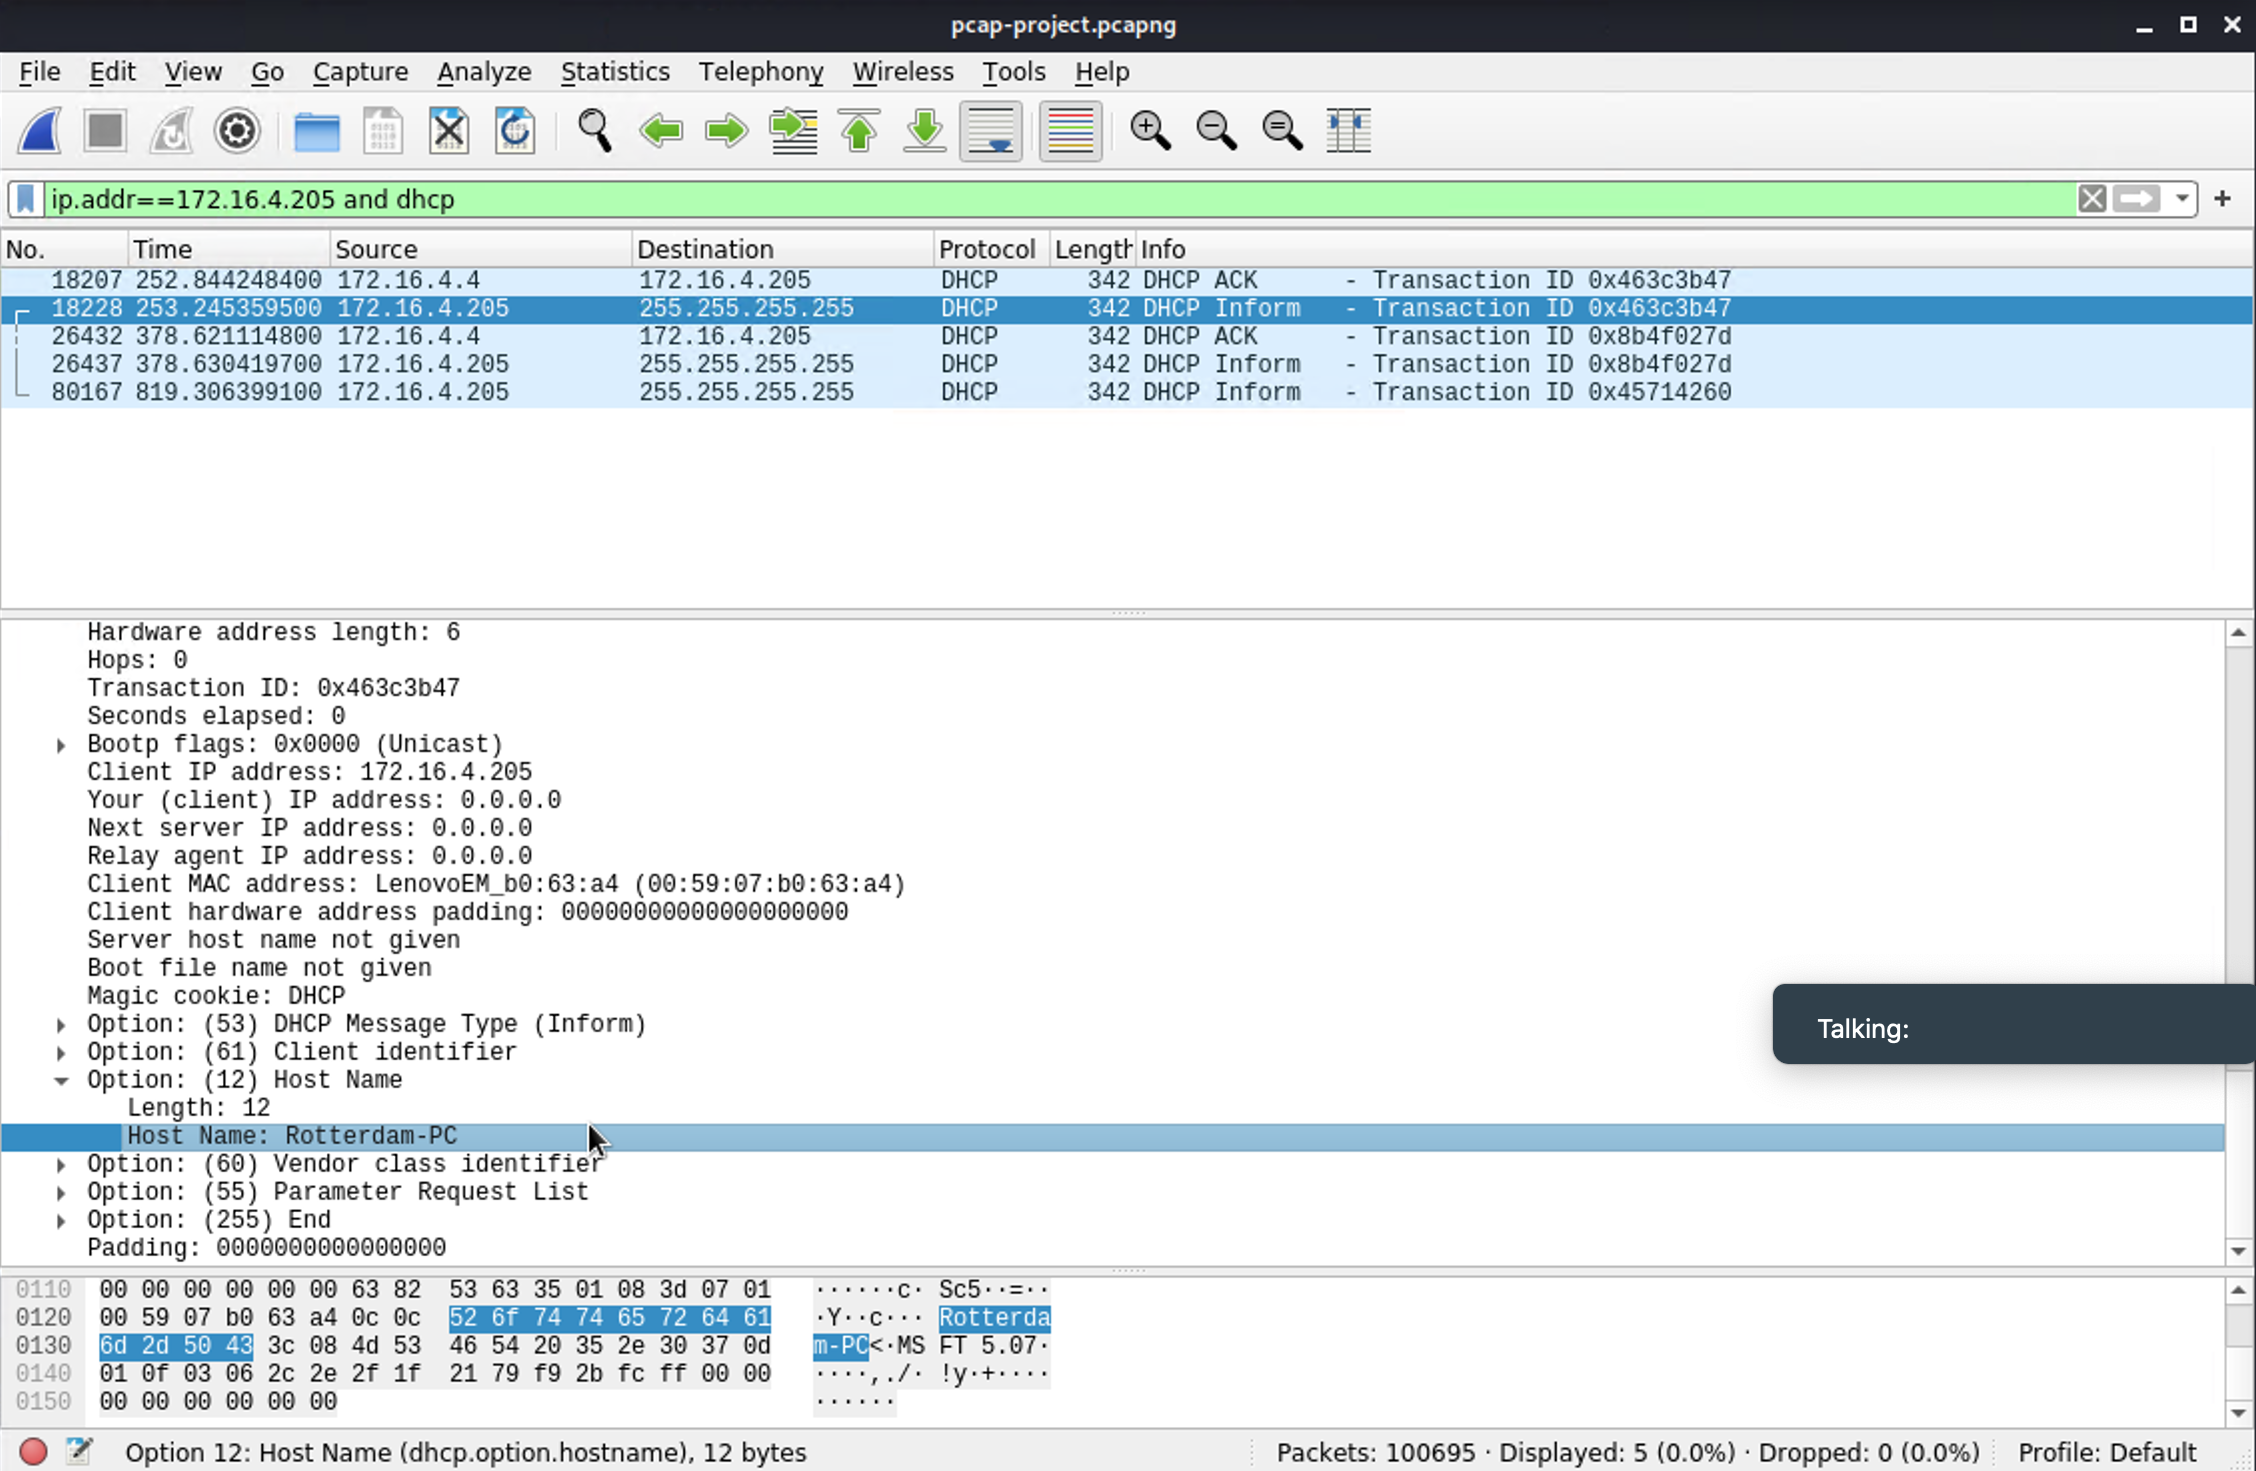 pcap-project.pcapng
File Edit View Go Capture Analyze Statistics Telephony Wireless Tools Help
ip.addr==172.16.4.205 and dhcp
No. Time Source Destination Protocol Length Info
18207 252.844248400 172.16.4.4 172.16.4.205 DHCP 342 DHCP ACK - Transaction ID 0x463c3b47
18228 253.245359500 172.16.4.205 255.255.255.255 DHCP 342 DHCP Inform - Transaction ID 0x463c3b47
26432 378.621114800 172.16.4.4 172.16.4.205 DHCP 342 DHCP ACK - Transaction ID 0x8b4f027d
26437 378.630419700 172.16.4.205 255.255.255.255 DHCP 342 DHCP Inform - Transaction ID 0x8b4f027d
80167 819.306399100 172.16.4.205 255.255.255.255 DHCP 342 DHCP Inform - Transaction ID 0x45714260
Hardware address length: 6
Hops: 0
Transaction ID: 0x463c3b47
Seconds elapsed: 0
Bootp flags: 0x0000 (Unicast)
Client IP address: 172.16.4.205
Your (client) IP address: 0.0.0.0
Next server IP address: 0.0.0.0
Relay agent IP address: 0.0.0.0
Client MAC address: LenovoEM_b0:63:a4 (00:59:07:b0:63:a4)
Client hardware address padding: 00000000000000000000
Server host name not given
Boot file name not given
Magic cookie: DHCP
Option: (53) DHCP Message Type (Inform)
Talking:
Option: (61) Client identifier
Option: (12) Host Name
Length: 12
Host Name: Rotterdam-PC
Option: (60) Vendor class identifier
Option: (55) Parameter Request List
Option: (255) End
Padding: 0000000000000000
0110 00 00 00 00 00 00 63 82 53 63 35 01 08 3d 07 01 ······c· Sc5··=··
0120 00 59 07 b0 63 a4 0c 0c 52 6f 74 74 65 72 64 61 ·Y··c··· Rotterda
0130 6d 2d 50 43 3c 08 4d 53 46 54 20 35 2e 30 37 0d m-PC<·MS FT 5.07·
0140 01 0f 03 06 2c 2e 2f 1f 21 79 f9 2b fc ff 00 00 ····,./· !y·+····
0150 00 00 00 00 00 00 ······
Option 12: Host Name (dhcp.option.hostname), 12 bytes Packets: 100695 · Displayed: 5 (0.0%) · Dropped: 0 (0.0%) Profile: Default